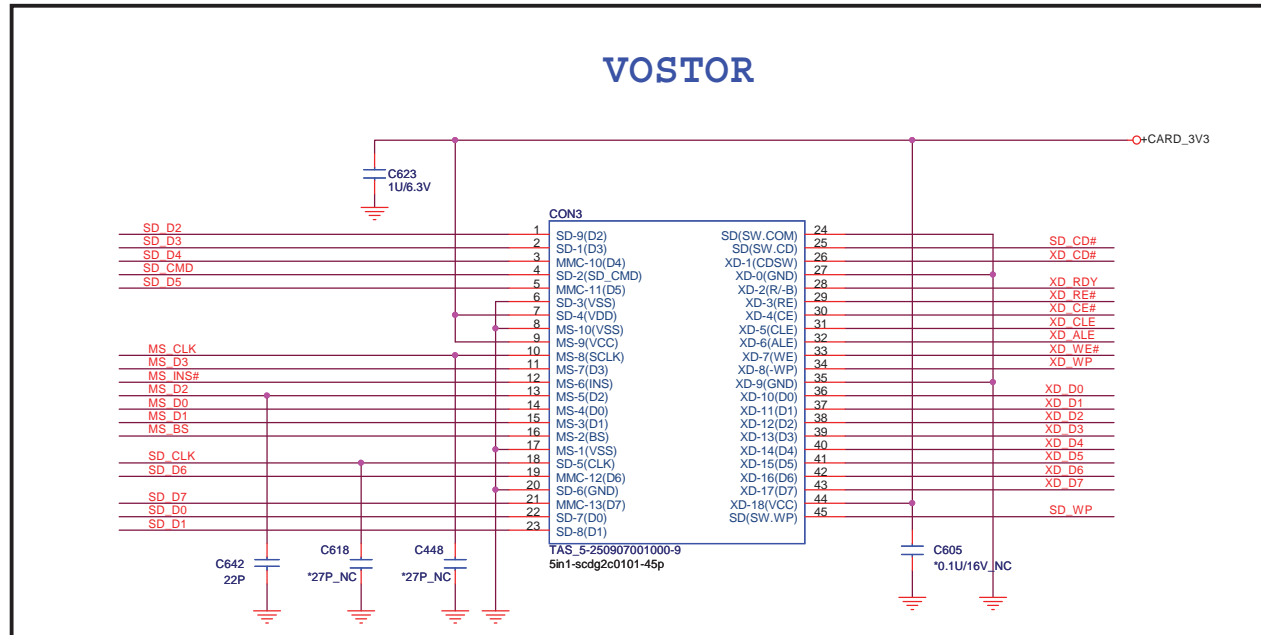 VOSTOR
+CARD_3V3
C623
1U/6.3V
CON3
SD_D2 1 SD-9(D2) SD(SW.COM) 24
SD_D3 2 SD-1(D3) SD(SW.CD) 25 SD_CD#
SD_D4 3 MMC-10(D4) XD-1(CDSW) 26 XD_CD#
SD_CMD 4 SD-2(SD_CMD) XD-0(GND) 27
SD_D5 5 MMC-11(D5) XD-2(R/-B) 28 XD_RDY
6 SD-3(VSS) XD-3(RE) 29 XD_RE#
7 SD-4(VDD) XD-4(CE) 30 XD_CE#
8 MS-10(VSS) XD-5(CLE) 31 XD_CLE
9 MS-9(VCC) XD-6(ALE) 32 XD_ALE
MS_CLK 10 MS-8(SCLK) XD-7(WE) 33 XD_WE#
MS_D3 11 MS-7(D3) XD-8(-WP) 34 XD_WP
MS_INS# 12 MS-6(INS) XD-9(GND) 35
MS_D2 13 MS-5(D2) XD-10(D0) 36 XD_D0
MS_D0 14 MS-4(D0) XD-11(D1) 37 XD_D1
MS_D1 15 MS-3(D1) XD-12(D2) 38 XD_D2
MS_BS 16 MS-2(BS) XD-13(D3) 39 XD_D3
17 MS-1(VSS) XD-14(D4) 40 XD_D4
SD_CLK 18 SD-5(CLK) XD-15(D5) 41 XD_D5
SD_D6 19 MMC-12(D6) XD-16(D6) 42 XD_D6
20 SD-6(GND) XD-17(D7) 43 XD_D7
SD_D7 21 MMC-13(D7) XD-18(VCC) 44
SD_D0 22 SD-7(D0) SD(SW.WP) 45 SD_WP
SD_D1 23 SD-8(D1)
TAS_5-250907001000-9
5in1-scdg2c0101-45p
C642
22P
C618
*27P_NC
C448
*27P_NC
C605
*0.1U/16V_NC